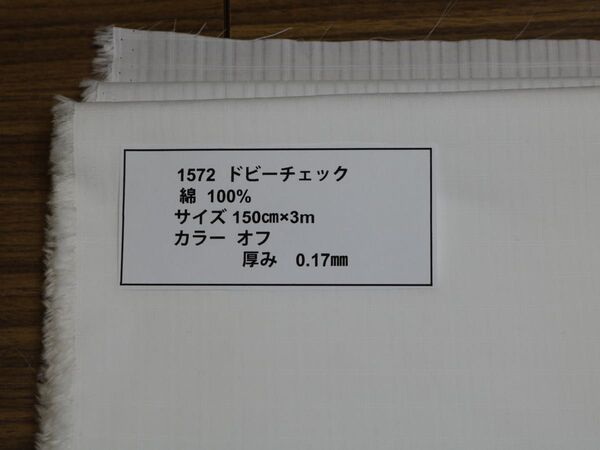 1572 ドビーチェック
綿 100%
サイズ 150㎝×3m
カラー オフ
厚み 0.17㎜